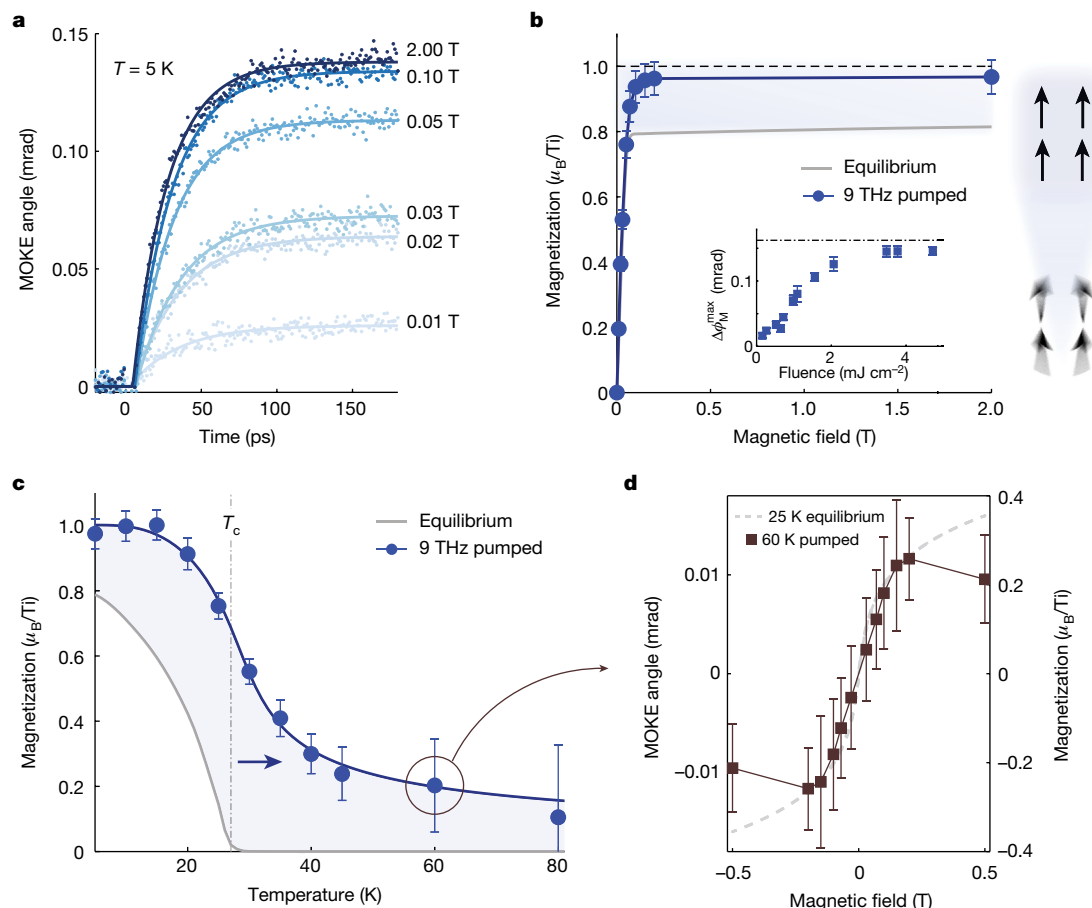 a
0.15
0.10
0.05
0
MOKE angle (mrad)
T = 5 K
2.00 T
0.10 T
0.05 T
0.03 T
0.02 T
0.01 T
0
50
100
150
Time (ps)
b
1.0
0.8
0.6
0.4
0.2
0
Magnetization (μB/Ti)
Equilibrium
9 THz pumped
0.1
0
Δϕ_M^max (mrad)
0
2
4
Fluence (mJ cm−2)
0
0.5
1.0
1.5
2.0
Magnetic field (T)
c
1.0
0.8
0.6
0.4
0.2
0
Magnetization (μB/Ti)
Tc
Equilibrium
9 THz pumped
20
40
60
80
Temperature (K)
d
0.01
0
−0.01
MOKE angle (mrad)
25 K equilibrium
60 K pumped
0.4
0.2
0
−0.2
−0.4
Magnetization (μB/Ti)
−0.5
0
0.5
Magnetic field (T)